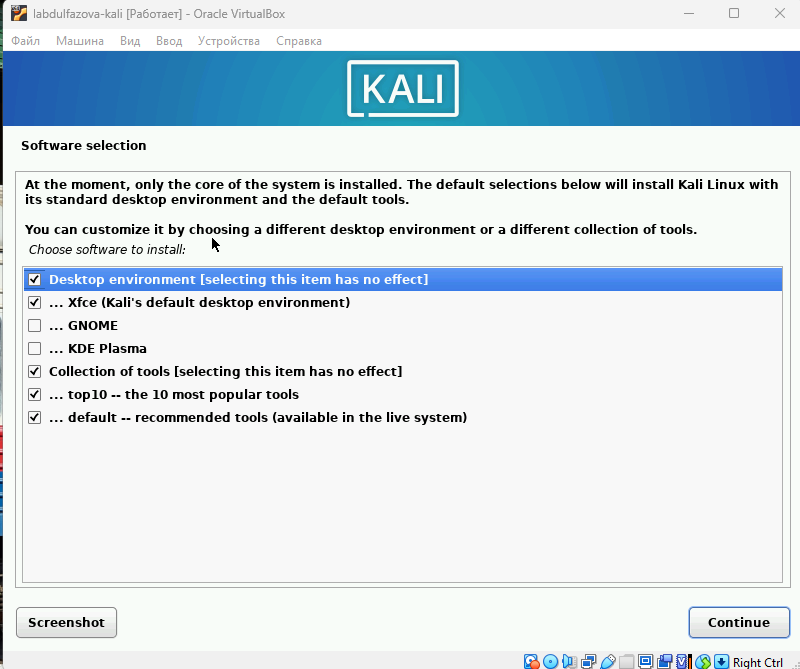 labdulfazova-kali [Работает] - Oracle VirtualBox
Файл Машина Вид Ввод Устройства Справка
KALI
Software selection
At the moment, only the core of the system is installed. The default selections below will install Kali Linux with
its standard desktop environment and the default tools.
You can customize it by choosing a different desktop environment or a different collection of tools.
Choose software to install:
Desktop environment [selecting this item has no effect]
... Xfce (Kali's default desktop environment)
... GNOME
... KDE Plasma
Collection of tools [selecting this item has no effect]
... top10 -- the 10 most popular tools
... default -- recommended tools (available in the live system)
Screenshot Continue
Right Ctrl